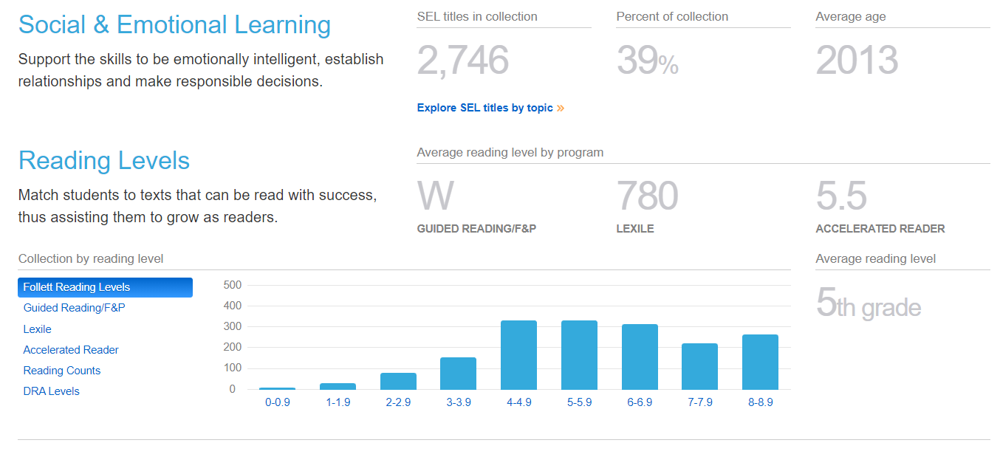 Social & Emotional Learning
Support the skills to be emotionally intelligent, establish
relationships and make responsible decisions.
SEL titles in collection
2,746
Percent of collection
39%
Average age
2013
Explore SEL titles by topic »
Reading Levels
Match students to texts that can be read with success,
thus assisting them to grow as readers.
Average reading level by program
W
GUIDED READING/F&P
780
LEXILE
5.5
ACCELERATED READER
Collection by reading level
Follett Reading Levels
Guided Reading/F&P
Lexile
Accelerated Reader
Reading Counts
DRA Levels
500
400
300
200
100
0
0-0.9 1-1.9 2-2.9 3-3.9 4-4.9 5-5.9 6-6.9 7-7.9 8-8.9
Average reading level
5th grade